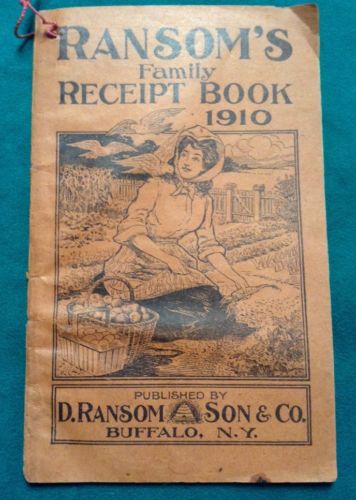 RANSOM'S
Family
RECEIPT BOOK
1910
PUBLISHED BY
D. RANSOM SON & CO.
BUFFALO, N.Y.